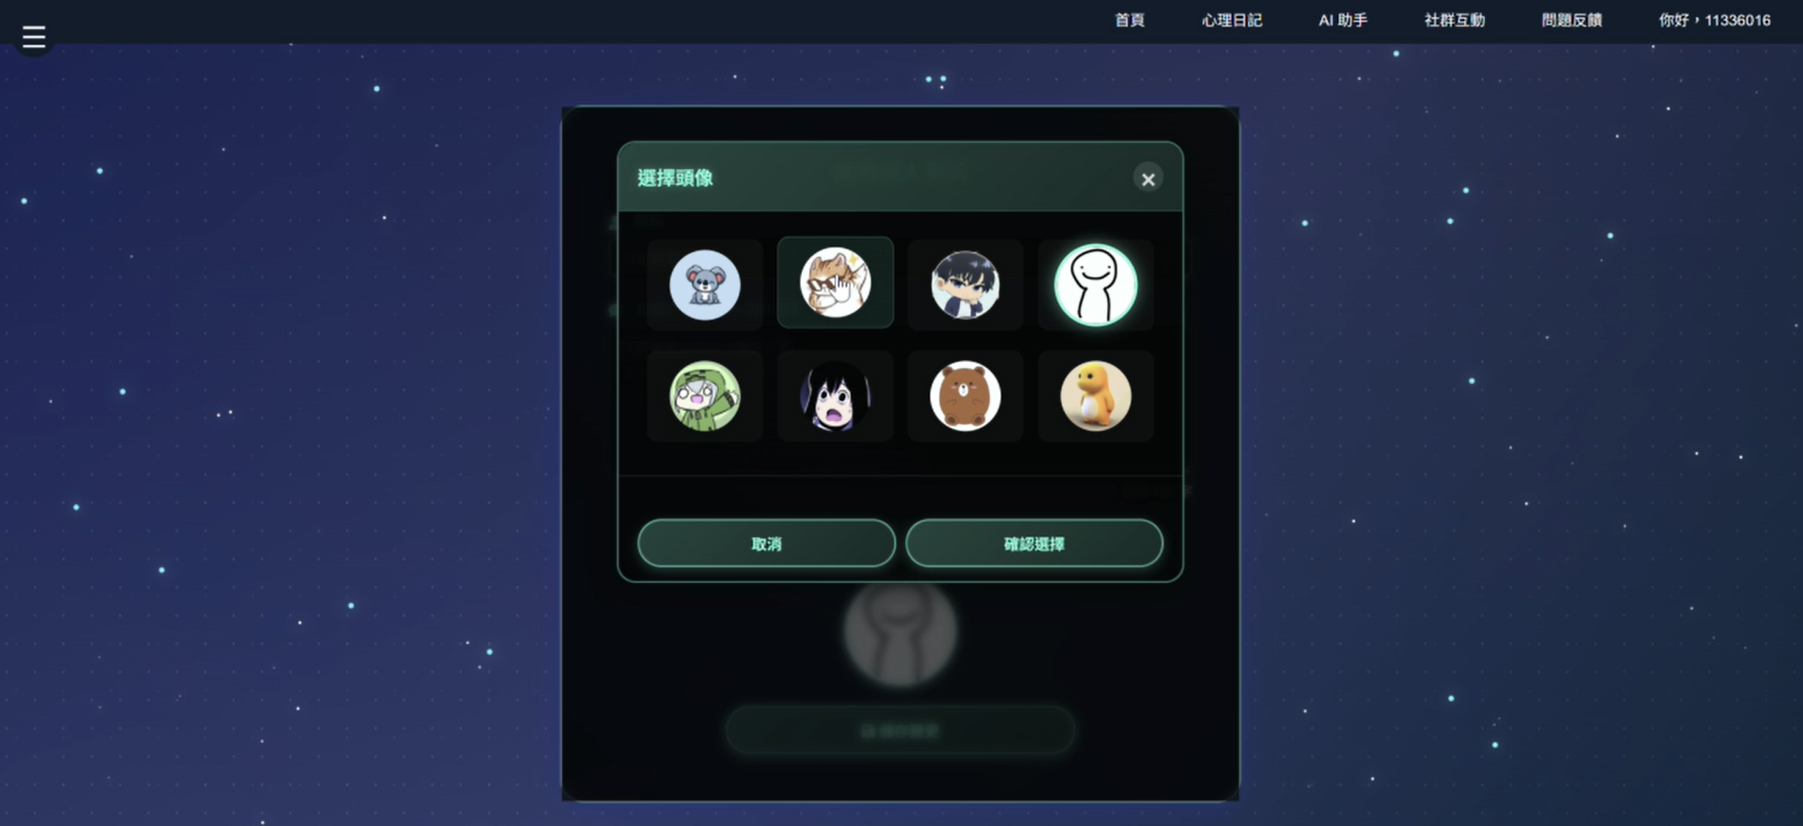 首頁
心理日記
AI 助手
社群互動
問題反饋
你好，11336016
選擇頭像
取消
確認選擇